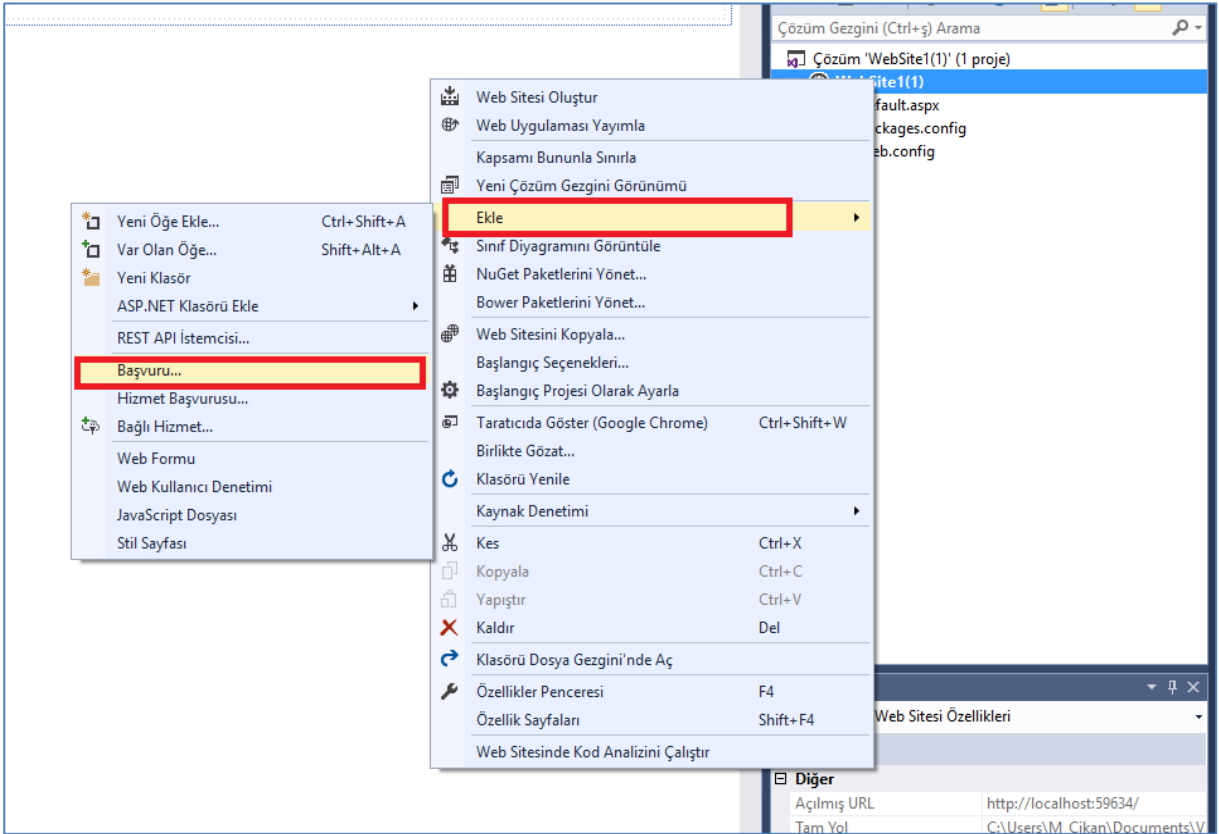 Çözüm Gezgini (Ctrl+ş) Arama
Çözüm 'WebSite1(1)' (1 proje)
WebSite1(1)
fault.aspx
ckages.config
eb.config
Web Sitesi Oluştur
Web Uygulaması Yayımla
Kapsamı Bununla Sınırla
Yeni Çözüm Gezgini Görünümü
Ekle
Sınıf Diyagramını Görüntüle
NuGet Paketlerini Yönet...
Bower Paketlerini Yönet...
Web Sitesini Kopyala...
Başlangıç Seçenekleri...
Başlangıç Projesi Olarak Ayarla
Taratıcıda Göster (Google Chrome) Ctrl+Shift+W
Birlikte Gözat...
Klasörü Yenile
Kaynak Denetimi
Kes Ctrl+X
Kopyala Ctrl+C
Yapıştır Ctrl+V
Kaldır Del
Klasörü Dosya Gezgini'nde Aç
Özellikler Penceresi F4
Özellik Sayfaları Shift+F4
Web Sitesinde Kod Analizini Çalıştır
Yeni Öğe Ekle... Ctrl+Shift+A
Var Olan Öğe... Shift+Alt+A
Yeni Klasör
ASP.NET Klasörü Ekle
REST API İstemcisi...
Başvuru...
Hizmet Başvurusu...
Bağlı Hizmet...
Web Formu
Web Kullanıcı Denetimi
JavaScript Dosyası
Stil Sayfası
Web Sitesi Özellikleri
Diğer
Açılmış URL http://localhost:59634/
Tam Yol C:\Users\M_Cikan\Documents\V